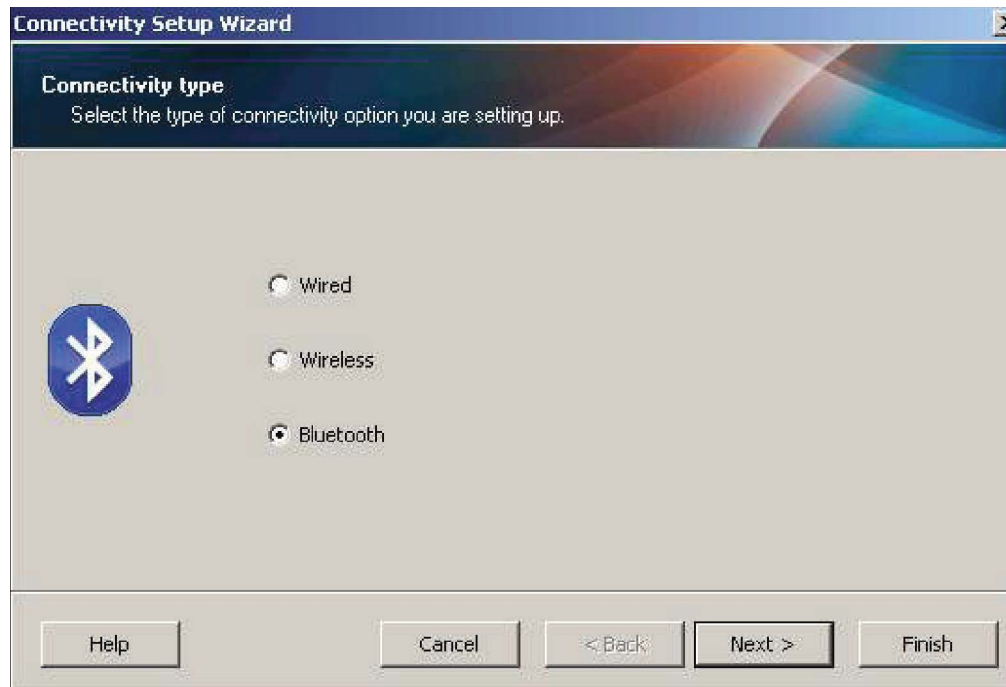 Connectivity Setup Wizard
Connectivity type
Select the type of connectivity option you are setting up.
Wired
Wireless
Bluetooth
Help Cancel < Back Next > Finish